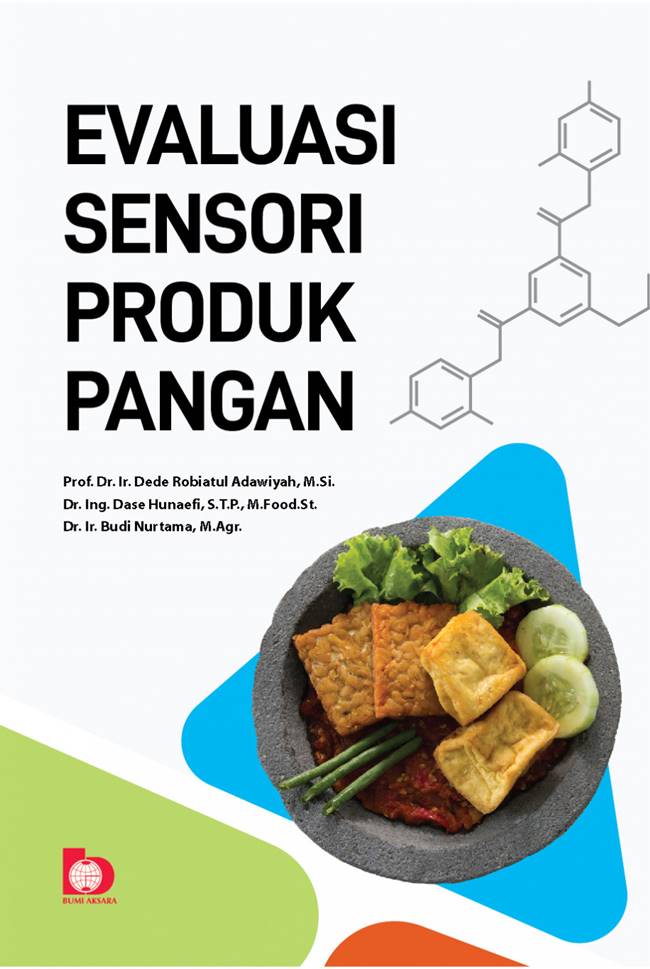 EVALUASI
SENSORI
PRODUK
PANGAN
Prof. Dr. Ir. Dede Robiatul Adawiyah, M.Si.
Dr. Ing. Dase Hunaefi, S.T.P., M.Food.St.
Dr. Ir. Budi Nurtama, M.Agr.
BUMI AKSARA